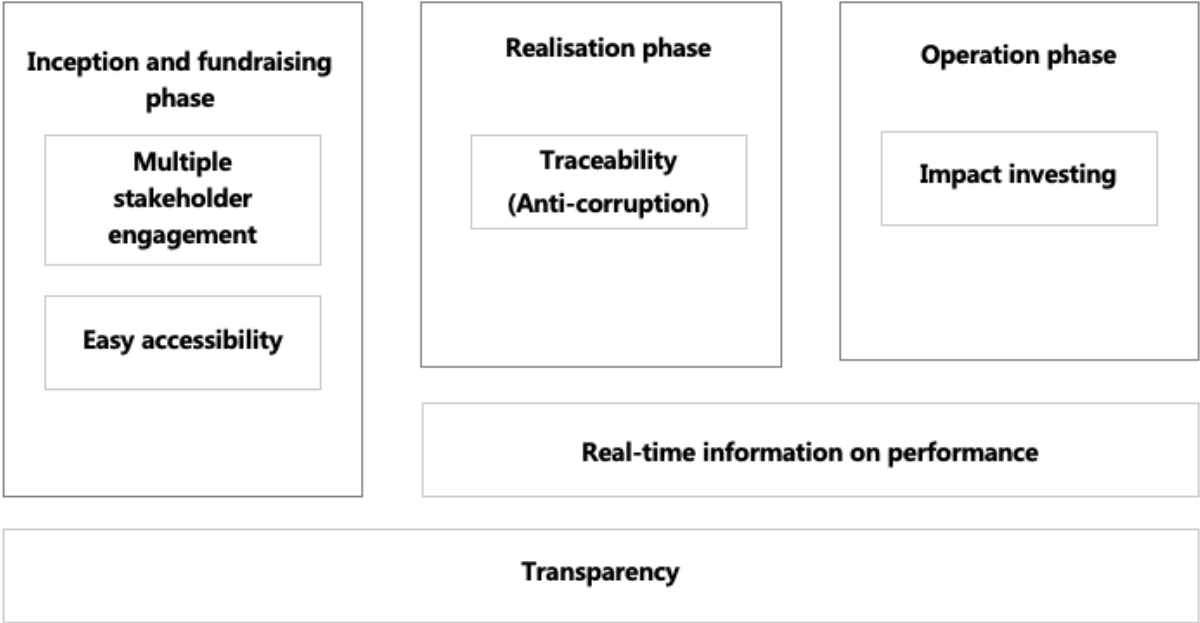 Inception and fundraising
phase
Multiple
stakeholder
engagement
Easy accessibility
Realisation phase
Traceability
(Anti-corruption)
Operation phase
Impact investing
Real-time information on performance
Transparency